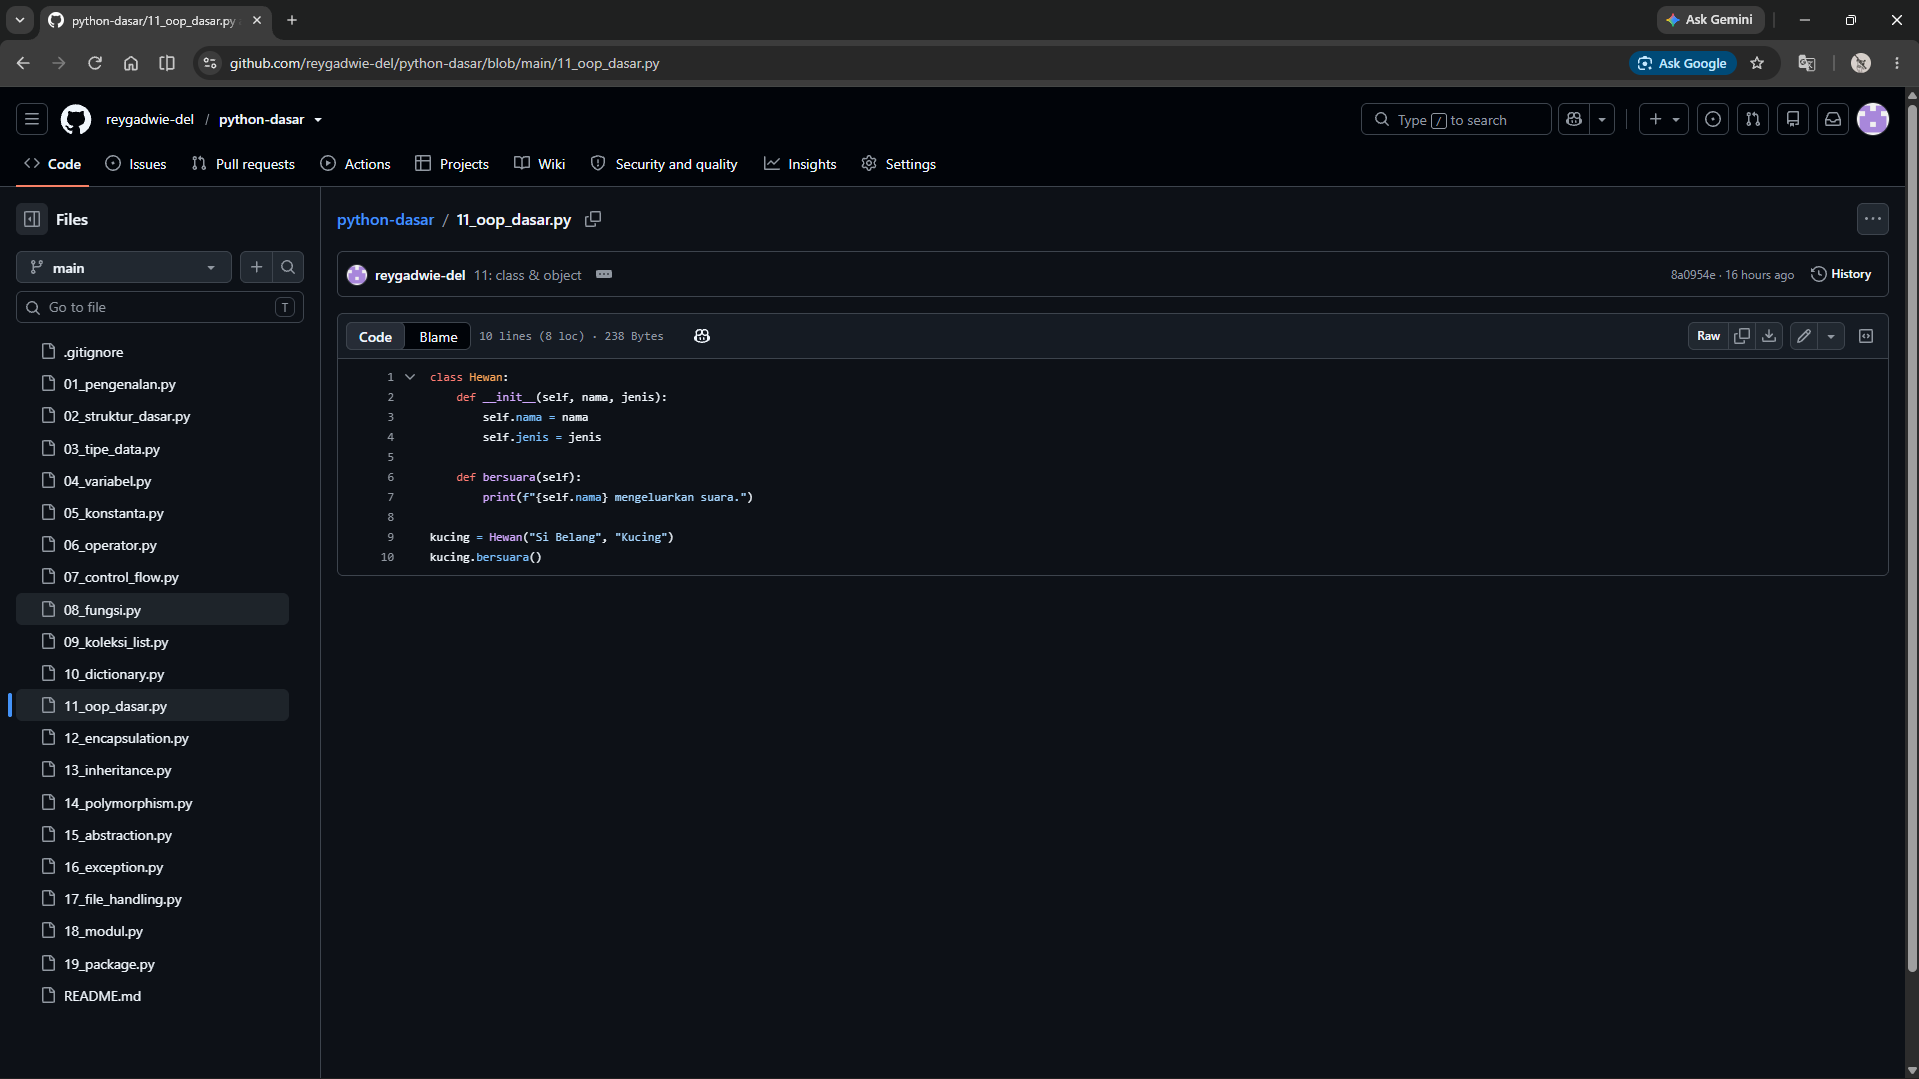 python-dasar/11_oop_dasar.py
Ask Gemini
github.com/reygadwie-del/python-dasar/blob/main/11_oop_dasar.py
Ask Google
reygadwie-del / python-dasar
Type / to search
Code
Issues
Pull requests
Actions
Projects
Wiki
Security and quality
Insights
Settings
Files
main
Go to file
T
.gitignore
01_pengenalan.py
02_struktur_dasar.py
03_tipe_data.py
04_variabel.py
05_konstanta.py
06_operator.py
07_control_flow.py
08_fungsi.py
09_koleksi_list.py
10_dictionary.py
11_oop_dasar.py
12_encapsulation.py
13_inheritance.py
14_polymorphism.py
15_abstraction.py
16_exception.py
17_file_handling.py
18_modul.py
19_package.py
README.md
python-dasar / 11_oop_dasar.py
reygadwie-del 11: class & object
8a0954e · 16 hours ago
History
Code
Blame
10 lines (8 loc) · 238 Bytes
Raw
1 class Hewan:
2     def __init__(self, nama, jenis):
3         self.nama = nama
4         self.jenis = jenis
5
6     def bersuara(self):
7         print(f"{self.nama} mengeluarkan suara.")
8
9 kucing = Hewan("Si Belang", "Kucing")
10 kucing.bersuara()